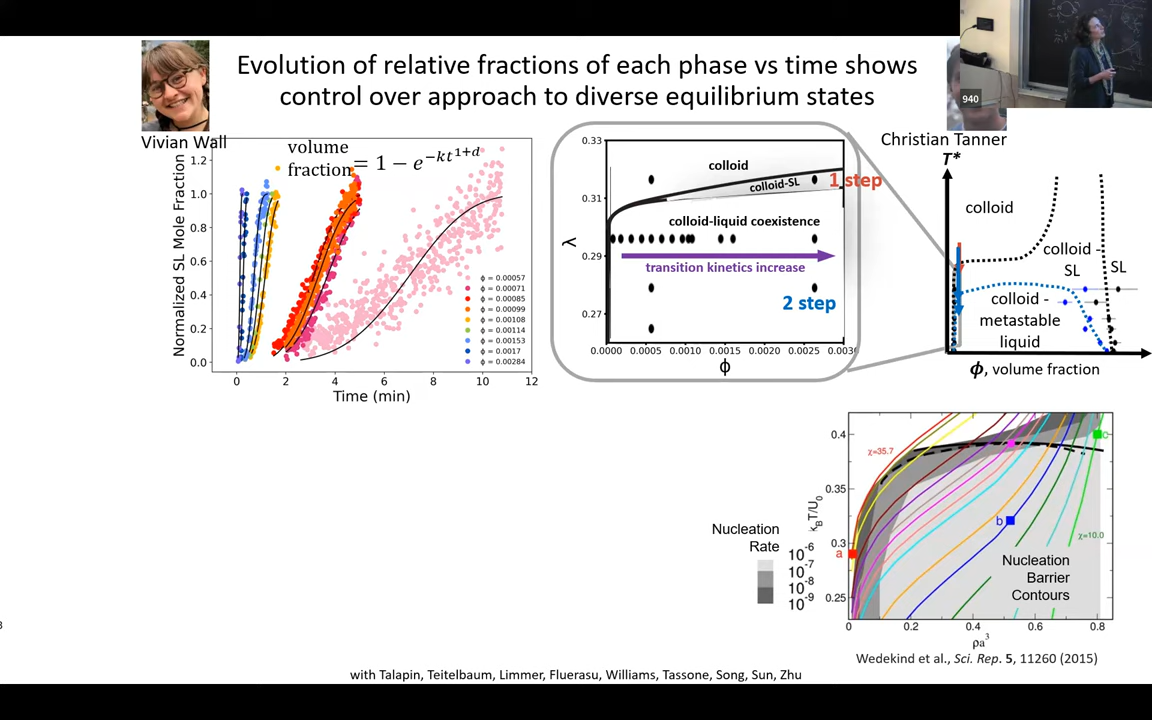 Evolution of relative fractions of each phase vs time shows
control over approach to diverse equilibrium states
940
Vivian Wall
Christian Tanner
volume
fraction = 1 − e^{−kt^{1+d}}
Normalized SL Mole Fraction
1.2
1.0
0.8
0.6
0.4
0.2
0.0
ϕ = 0.00057
ϕ = 0.00071
ϕ = 0.00085
ϕ = 0.00099
ϕ = 0.00108
ϕ = 0.00114
ϕ = 0.00153
ϕ = 0.0017
ϕ = 0.00284
0 2 4 6 8 10 12
Time (min)
0.33
0.31
0.29
0.27
λ
colloid
colloid-SL
1 step
colloid-liquid coexistence
transition kinetics increase
2 step
0.0000 0.0005 0.0010 0.0015 0.0020 0.0025
ϕ
T*
colloid
colloid -
SL
SL
colloid -
metastable
liquid
ϕ, volume fraction
0.4
0.35
0.3
0.25
k_BT/U_0
χ=35.7
a
b
χ=10.0
Nucleation
Barrier
Contours
0 0.2 0.4 0.6 0.8
ρa³
Nucleation
Rate
10⁻⁶
10⁻⁷
10⁻⁸
10⁻⁹
Wedekind et al., Sci. Rep. 5, 11260 (2015)
with Talapin, Teitelbaum, Limmer, Fluerasu, Williams, Tassone, Song, Sun, Zhu